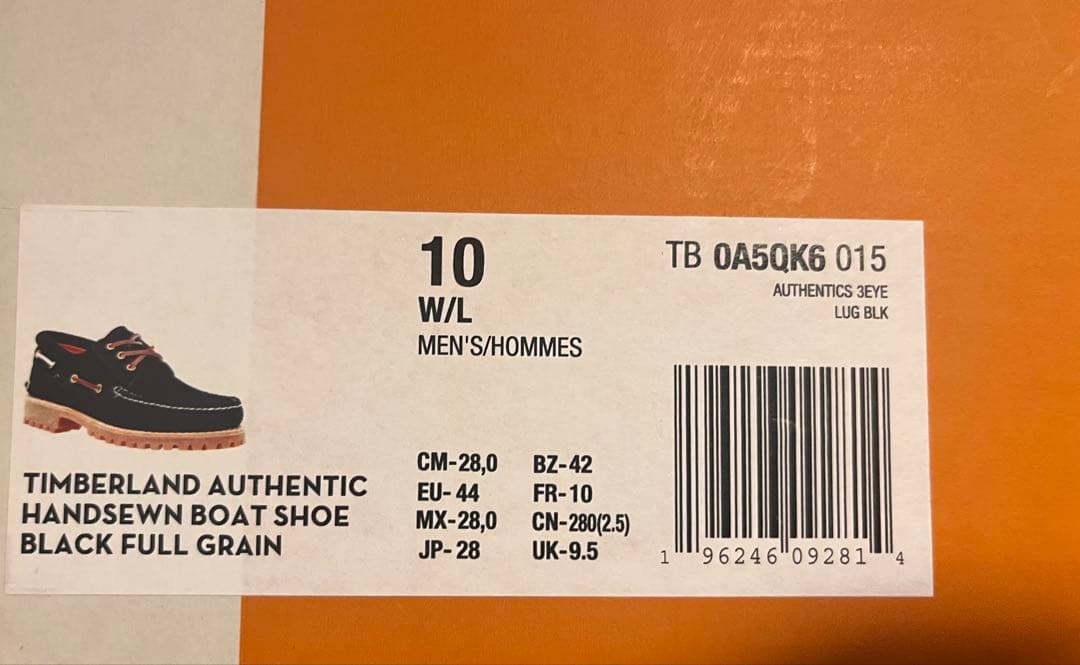 10
W/L
MEN'S/HOMMES
TB 0A5QK6 015
AUTHENTICS 3EYE
LUG BLK
TIMBERLAND AUTHENTIC
HANDSEWN BOAT SHOE
BLACK FULL GRAIN
CM-28,0 BZ-42
EU-44 FR-10
MX-28,0 CN-280(2.5)
JP-28 UK-9.5
1 96246 09281 4